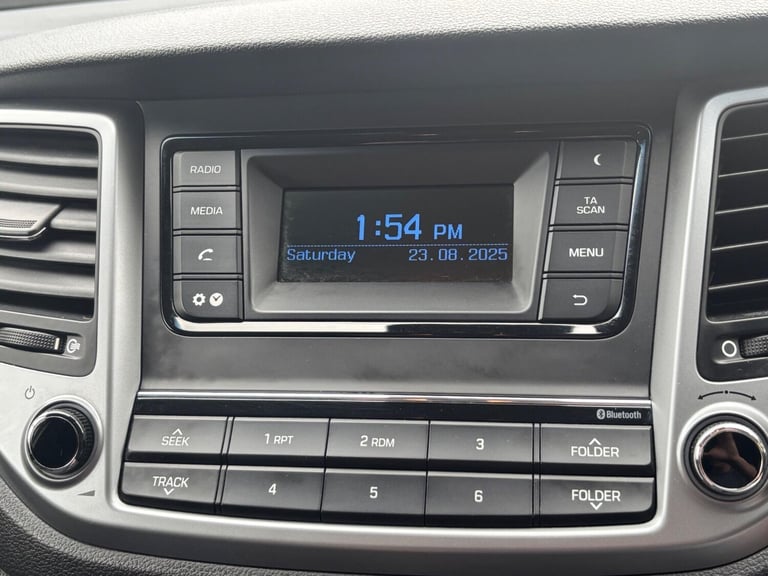 RADIO
MEDIA
1:54 PM
Saturday 23.08.2025
TA
SCAN
MENU
Bluetooth
SEEK
1 RPT
2 RDM
3
FOLDER
TRACK
4
5
6
FOLDER